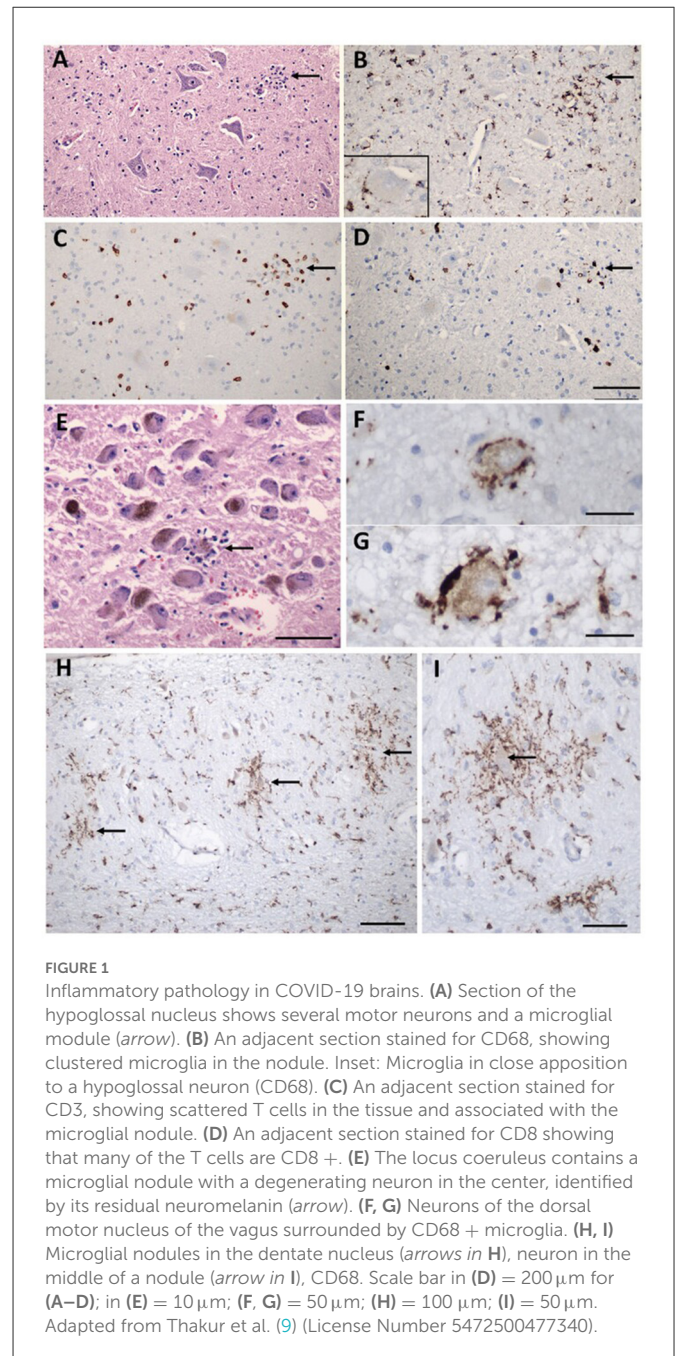 A
B
C
D
E
F
G
H
I
FIGURE 1
Inflammatory pathology in COVID-19 brains. (A) Section of the
hypoglossal nucleus shows several motor neurons and a microglial
module (arrow). (B) An adjacent section stained for CD68, showing
clustered microglia in the nodule. Inset: Microglia in close apposition
to a hypoglossal neuron (CD68). (C) An adjacent section stained for
CD3, showing scattered T cells in the tissue and associated with the
microglial nodule. (D) An adjacent section stained for CD8 showing
that many of the T cells are CD8 +. (E) The locus coeruleus contains a
microglial nodule with a degenerating neuron in the center, identified
by its residual neuromelanin (arrow). (F, G) Neurons of the dorsal
motor nucleus of the vagus surrounded by CD68 + microglia. (H, I)
Microglial nodules in the dentate nucleus (arrows in H), neuron in the
middle of a nodule (arrow in I), CD68. Scale bar in (D) = 200 μm for
(A–D); in (E) = 10 μm; (F, G) = 50 μm; (H) = 100 μm; (I) = 50 μm.
Adapted from Thakur et al. (9) (License Number 5472500477340).